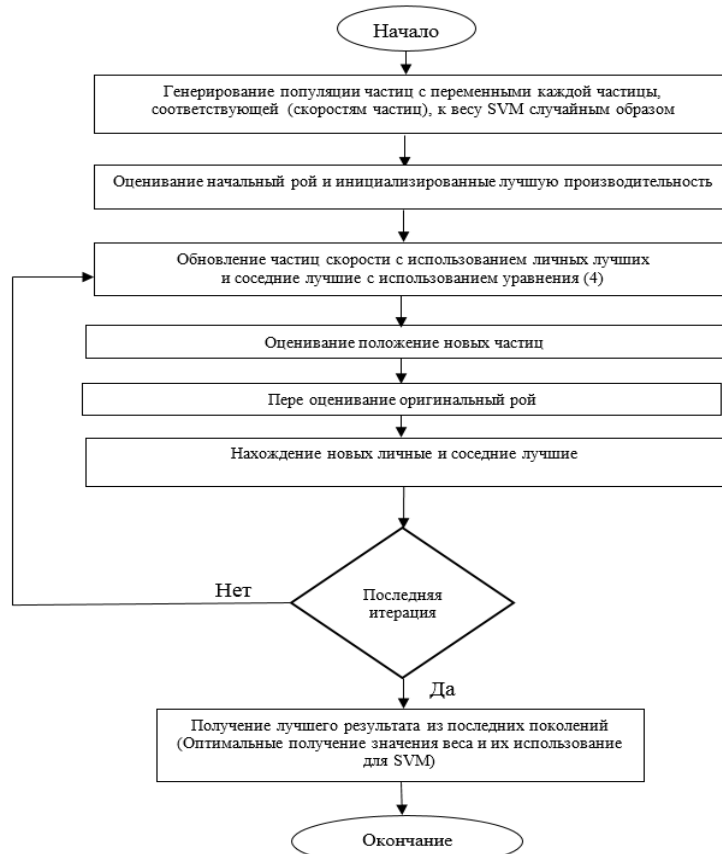 Начало
Генерирование популяции частиц с переменными каждой частицы,
соответствующей (скоростям частиц), к весу SVM случайным образом
Оценивание начальный рой и инициализированные лучшую производительность
Обновление частиц скорости с использованием личных лучших
и соседние лучшие с использованием уравнения (4)
Оценивание положение новых частиц
Пере оценивание оригинальный рой
Нахождение новых личные и соседние лучшие
Нет
Последняя
итерация
Да
Получение лучшего результата из последних поколений
(Оптимальные получение значения веса и их использование
для SVM)
Окончание